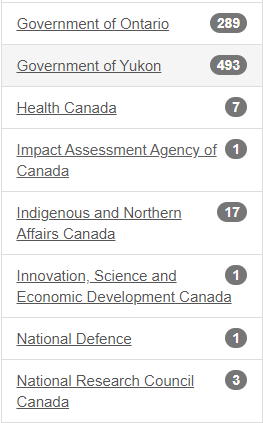 Government of Ontario 289
Government of Yukon 493
Health Canada 7
Impact Assessment Agency of 1
Canada
Indigenous and Northern 17
Affairs Canada
Innovation, Science and 1
Economic Development Canada
National Defence 1
National Research Council 3
Canada